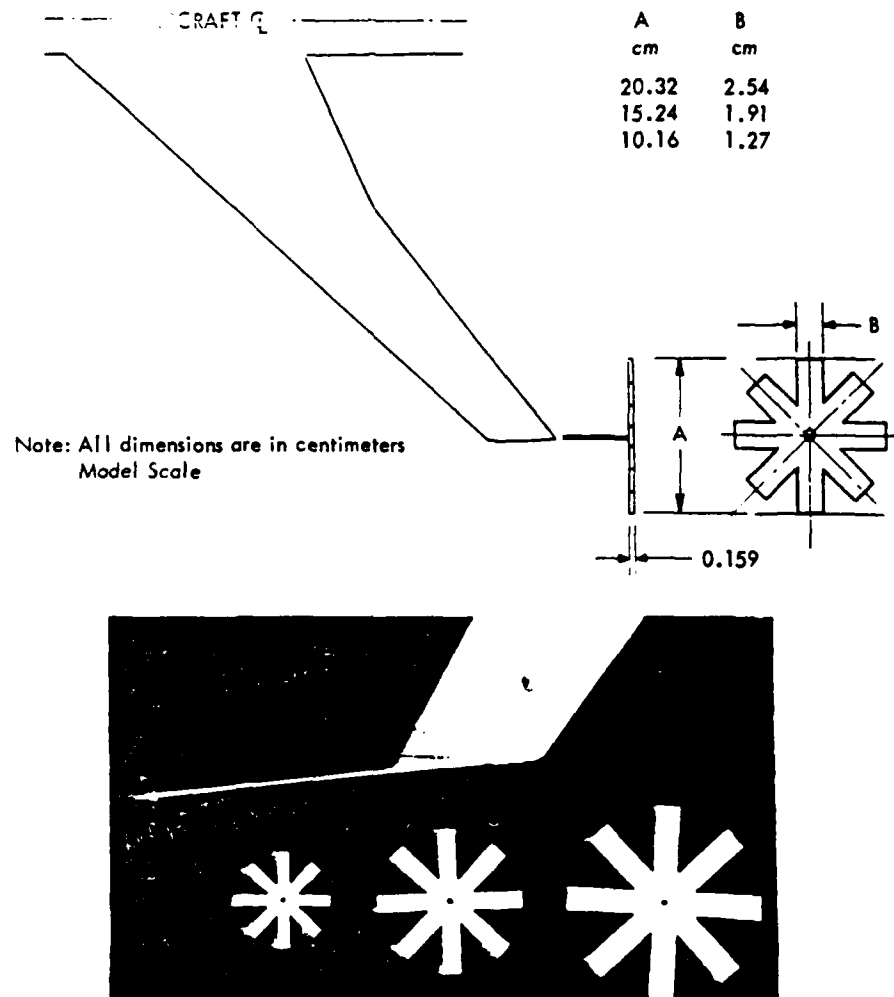 CRAFT ℄
A B
cm cm
20.32 2.54
15.24 1.91
10.16 1.27
B
A
Note: All dimensions are in centimeters
Model Scale
0.159